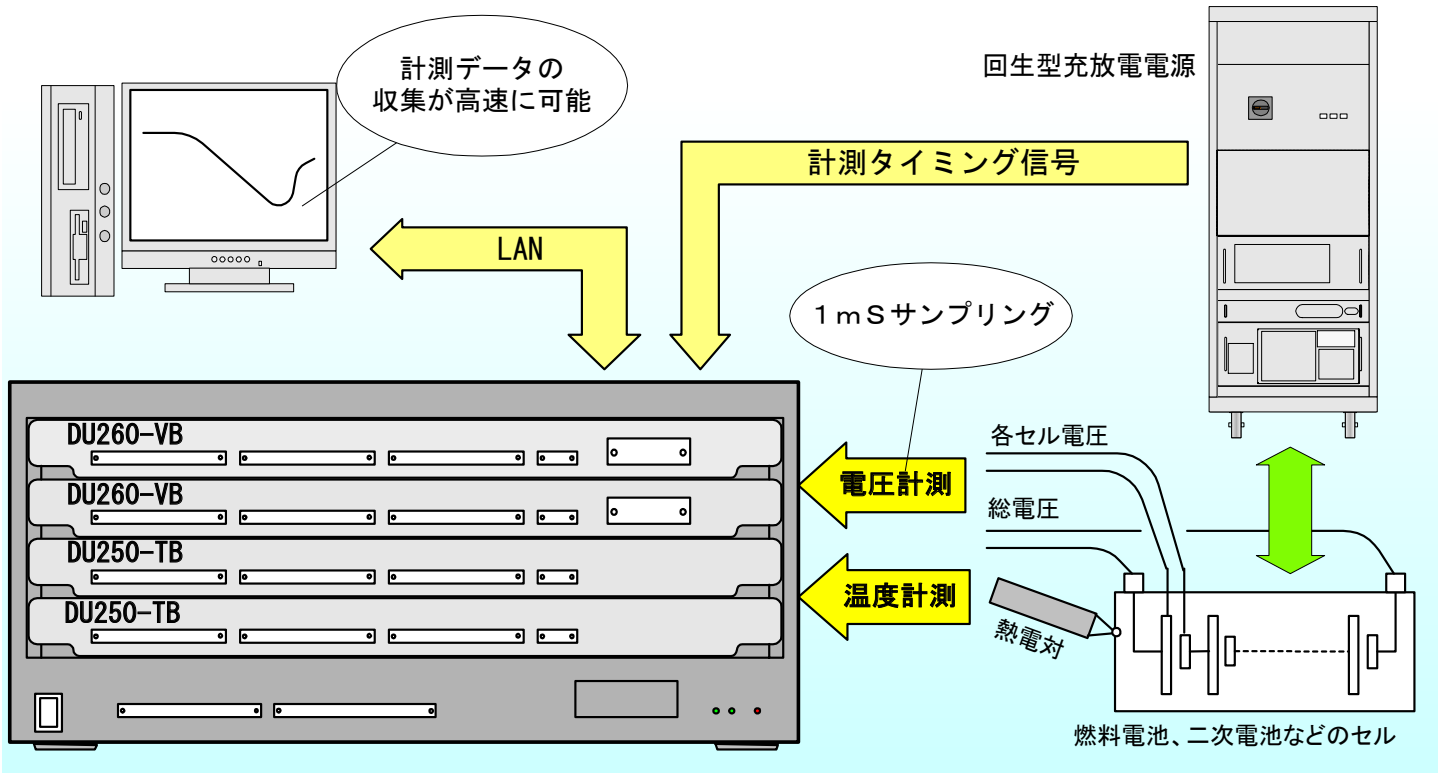 計測データの
収集が高速に可能
回生型充放電電源
計測タイミング信号
LAN
1mSサンプリング
DU260-VB
DU260-VB
DU250-TB
DU250-TB
電圧計測
温度計測
各セル電圧
総電圧
熱電対
燃料電池、二次電池などのセル